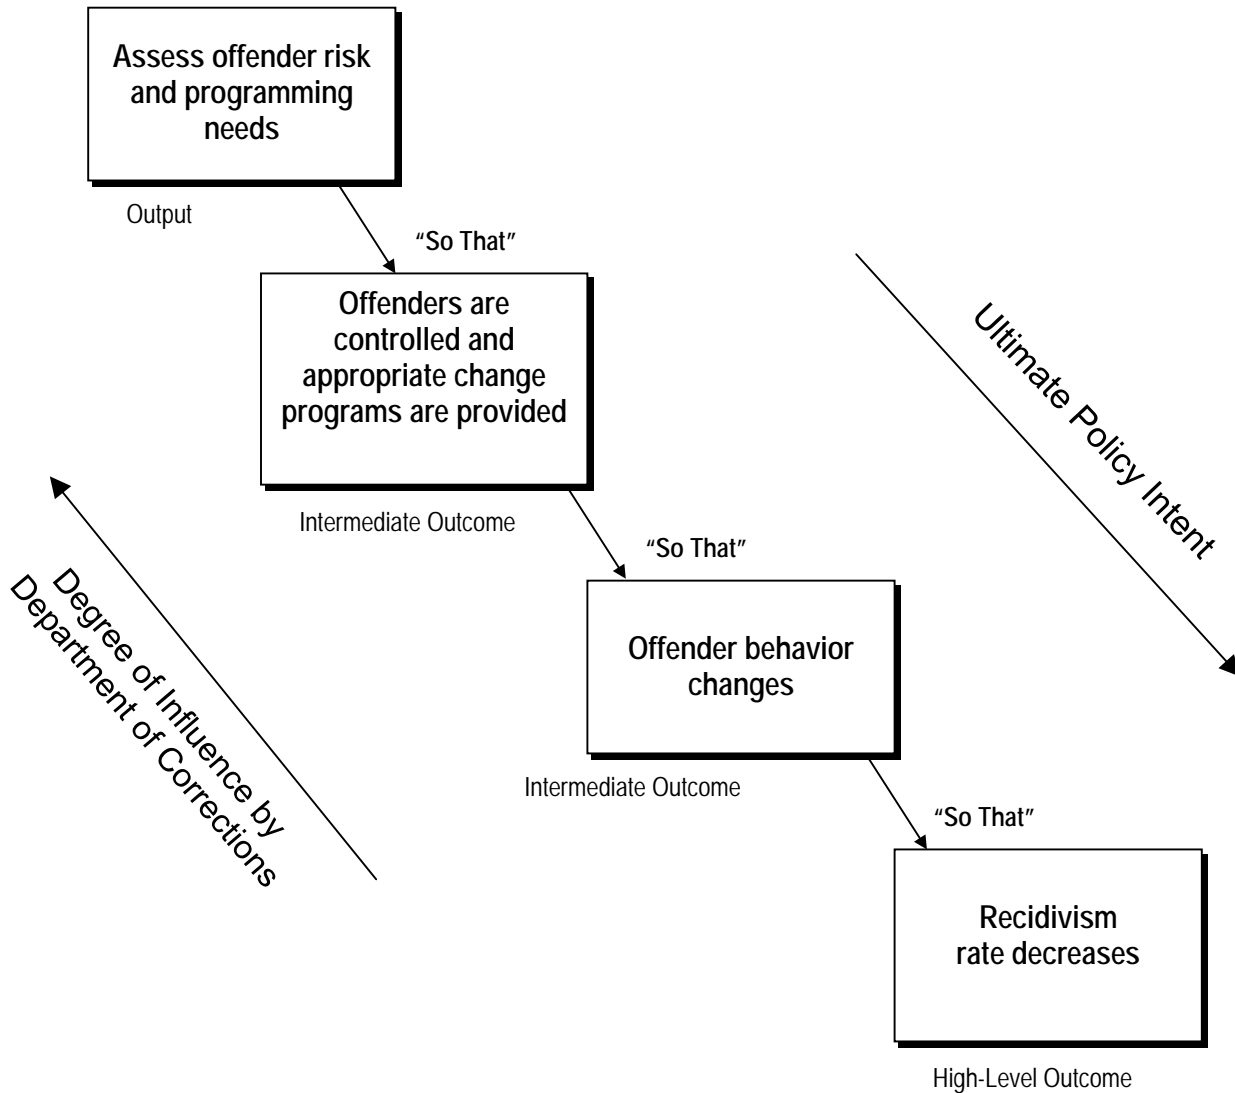 Assess offender risk
and programming
needs
Output
“So That”
Offenders are
controlled and
appropriate change
programs are provided
Intermediate Outcome
Ultimate Policy Intent
“So That”
Degree of Influence by
Department of Corrections
Offender behavior
changes
Intermediate Outcome
“So That”
Recidivism
rate decreases
High-Level Outcome